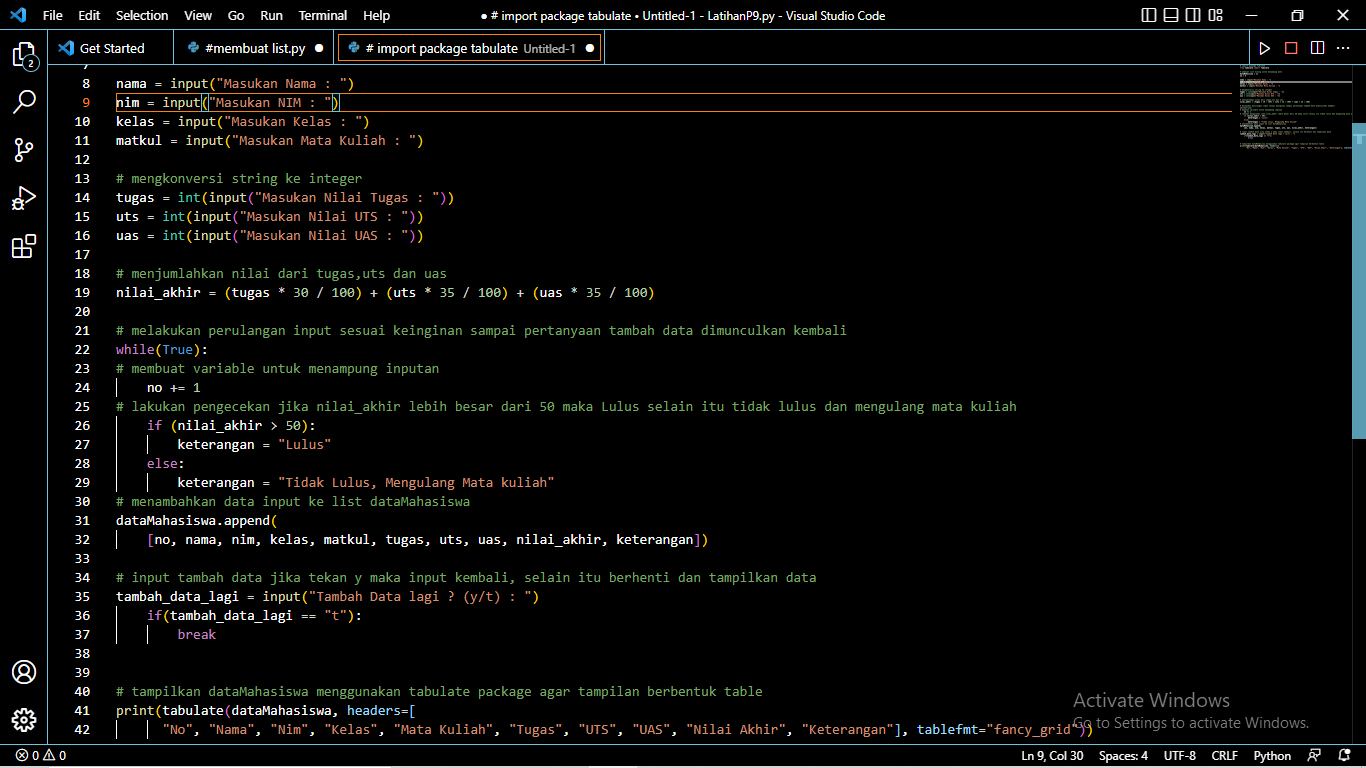 File Edit Selection View Go Run Terminal Help ● # import package tabulate • Untitled-1 - LatihanP9.py - Visual Studio Code
Get Started #membuat list.py ● # import package tabulate Untitled-1 ●
2
8 nama = input("Masukan Nama : ")
9 nim = input("Masukan NIM : ")
10 kelas = input("Masukan Kelas : ")
11 matkul = input("Masukan Mata Kuliah : ")
12
13 # mengkonversi string ke integer
14 tugas = int(input("Masukan Nilai Tugas : "))
15 uts = int(input("Masukan Nilai UTS : "))
16 uas = int(input("Masukan Nilai UAS : "))
17
18 # menjumlahkan nilai dari tugas,uts dan uas
19 nilai_akhir = (tugas * 30 / 100) + (uts * 35 / 100) + (uas * 35 / 100)
20
21 # melakukan perulangan input sesuai keinginan sampai pertanyaan tambah data dimunculkan kembali
22 while(True):
23 # membuat variable untuk menampung inputan
24     no += 1
25 # lakukan pengecekan jika nilai_akhir lebih besar dari 50 maka Lulus selain itu tidak lulus dan mengulang mata kuliah
26     if (nilai_akhir > 50):
27         keterangan = "Lulus"
28     else:
29         keterangan = "Tidak Lulus, Mengulang Mata kuliah"
30 # menambahkan data input ke list dataMahasiswa
31 dataMahasiswa.append(
32     [no, nama, nim, kelas, matkul, tugas, uts, uas, nilai_akhir, keterangan])
33
34 # input tambah data jika tekan y maka input kembali, selain itu berhenti dan tampilkan data
35 tambah_data_lagi = input("Tambah Data lagi ? (y/t) : ")
36     if(tambah_data_lagi == "t"):
37         break
38
39
40 # tampilkan dataMahasiswa menggunakan tabulate package agar tampilan berbentuk table
41 print(tabulate(dataMahasiswa, headers=[
42       "No", "Nama", "Nim", "Kelas", "Mata Kuliah", "Tugas", "UTS", "UAS", "Nilai Akhir", "Keterangan"], tablefmt="fancy_grid"))
Activate Windows
Go to Settings to activate Windows.
0 0 Ln 9, Col 30 Spaces: 4 UTF-8 CRLF Python